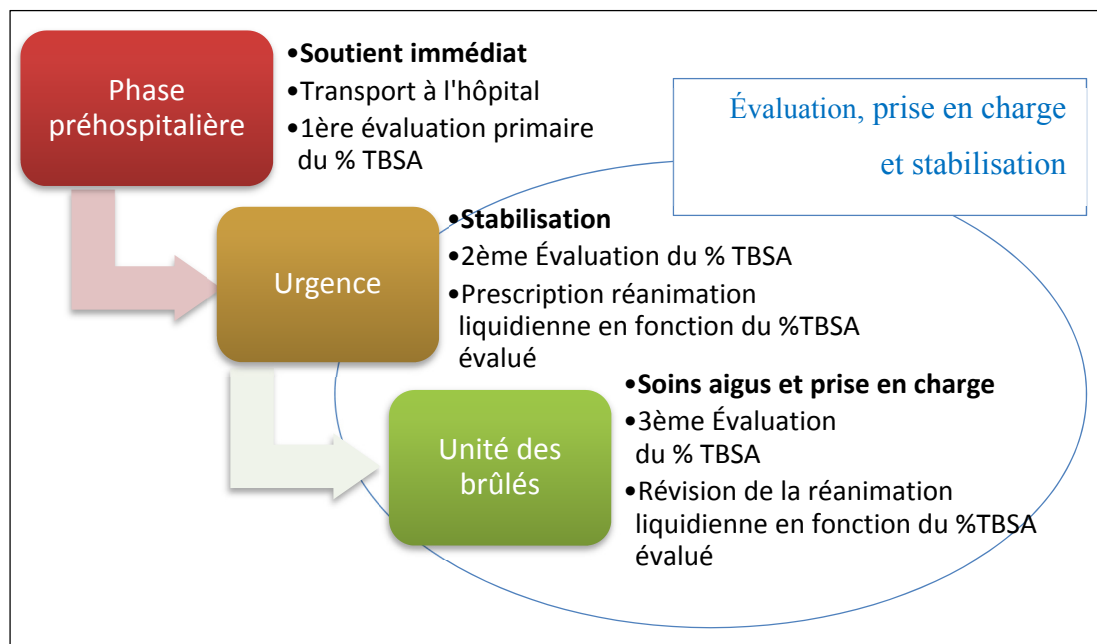 Phase
préhospitalière
•Soutient immédiat
•Transport à l'hôpital
•1ère évaluation primaire
du % TBSA
Évaluation, prise en charge
et stabilisation
Urgence
•Stabilisation
•2ème Évaluation du % TBSA
•Prescription réanimation
liquidienne en fonction du %TBSA
évalué
Unité des
brûlés
•Soins aigus et prise en charge
•3ème Évaluation
du % TBSA
•Révision de la réanimation
liquidienne en fonction du %TBSA
évalué